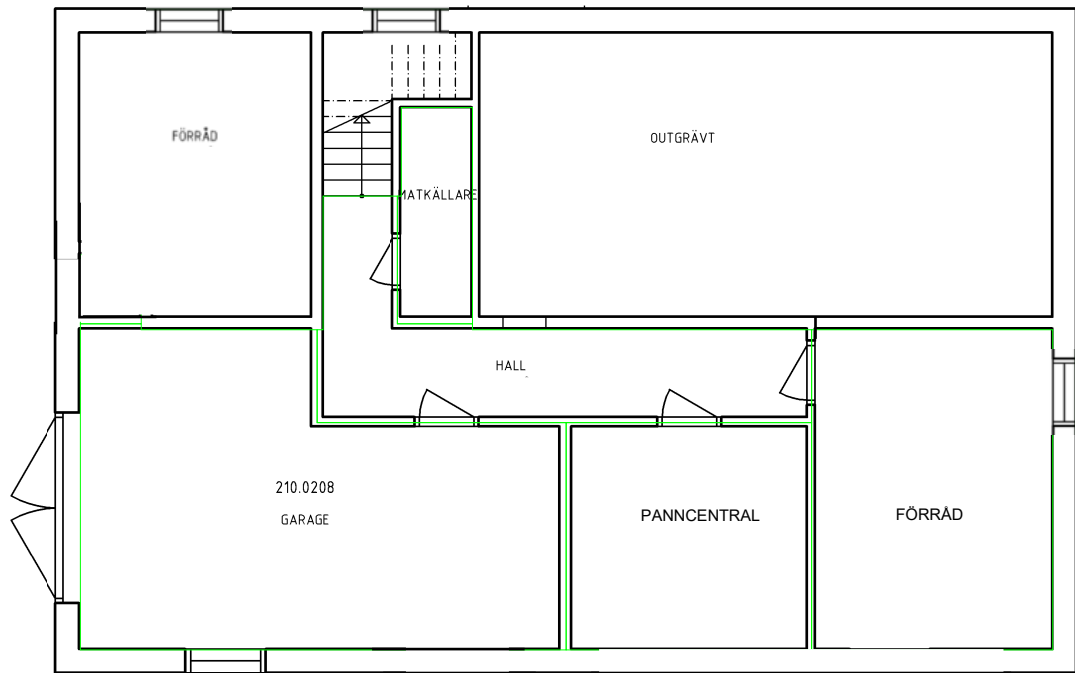 FÖRRÅD
OUTGRÄVT
MATKÄLLARE
HALL
210.0208
GARAGE
PANNCENTRAL
FÖRRÅD